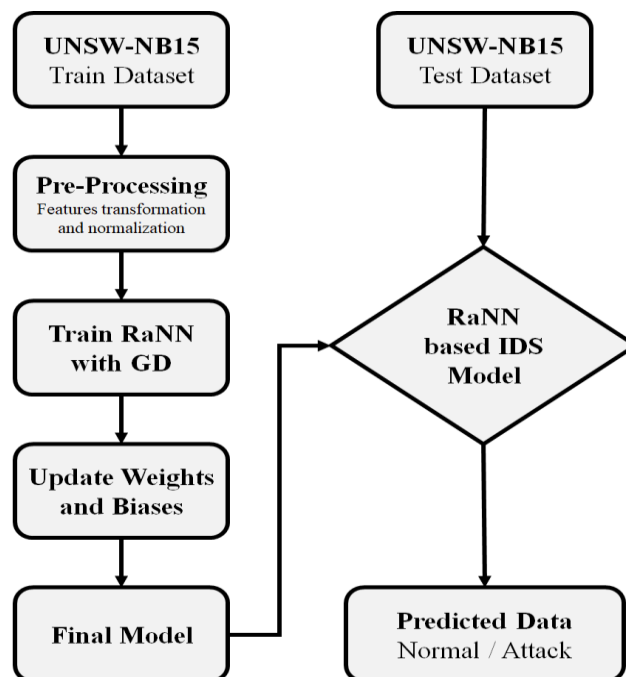 UNSW-NB15
Train Dataset
Pre-Processing
Features transformation
and normalization
Train RaNN
with GD
Update Weights
and Biases
Final Model
UNSW-NB15
Test Dataset
RaNN
based IDS
Model
Predicted Data
Normal / Attack